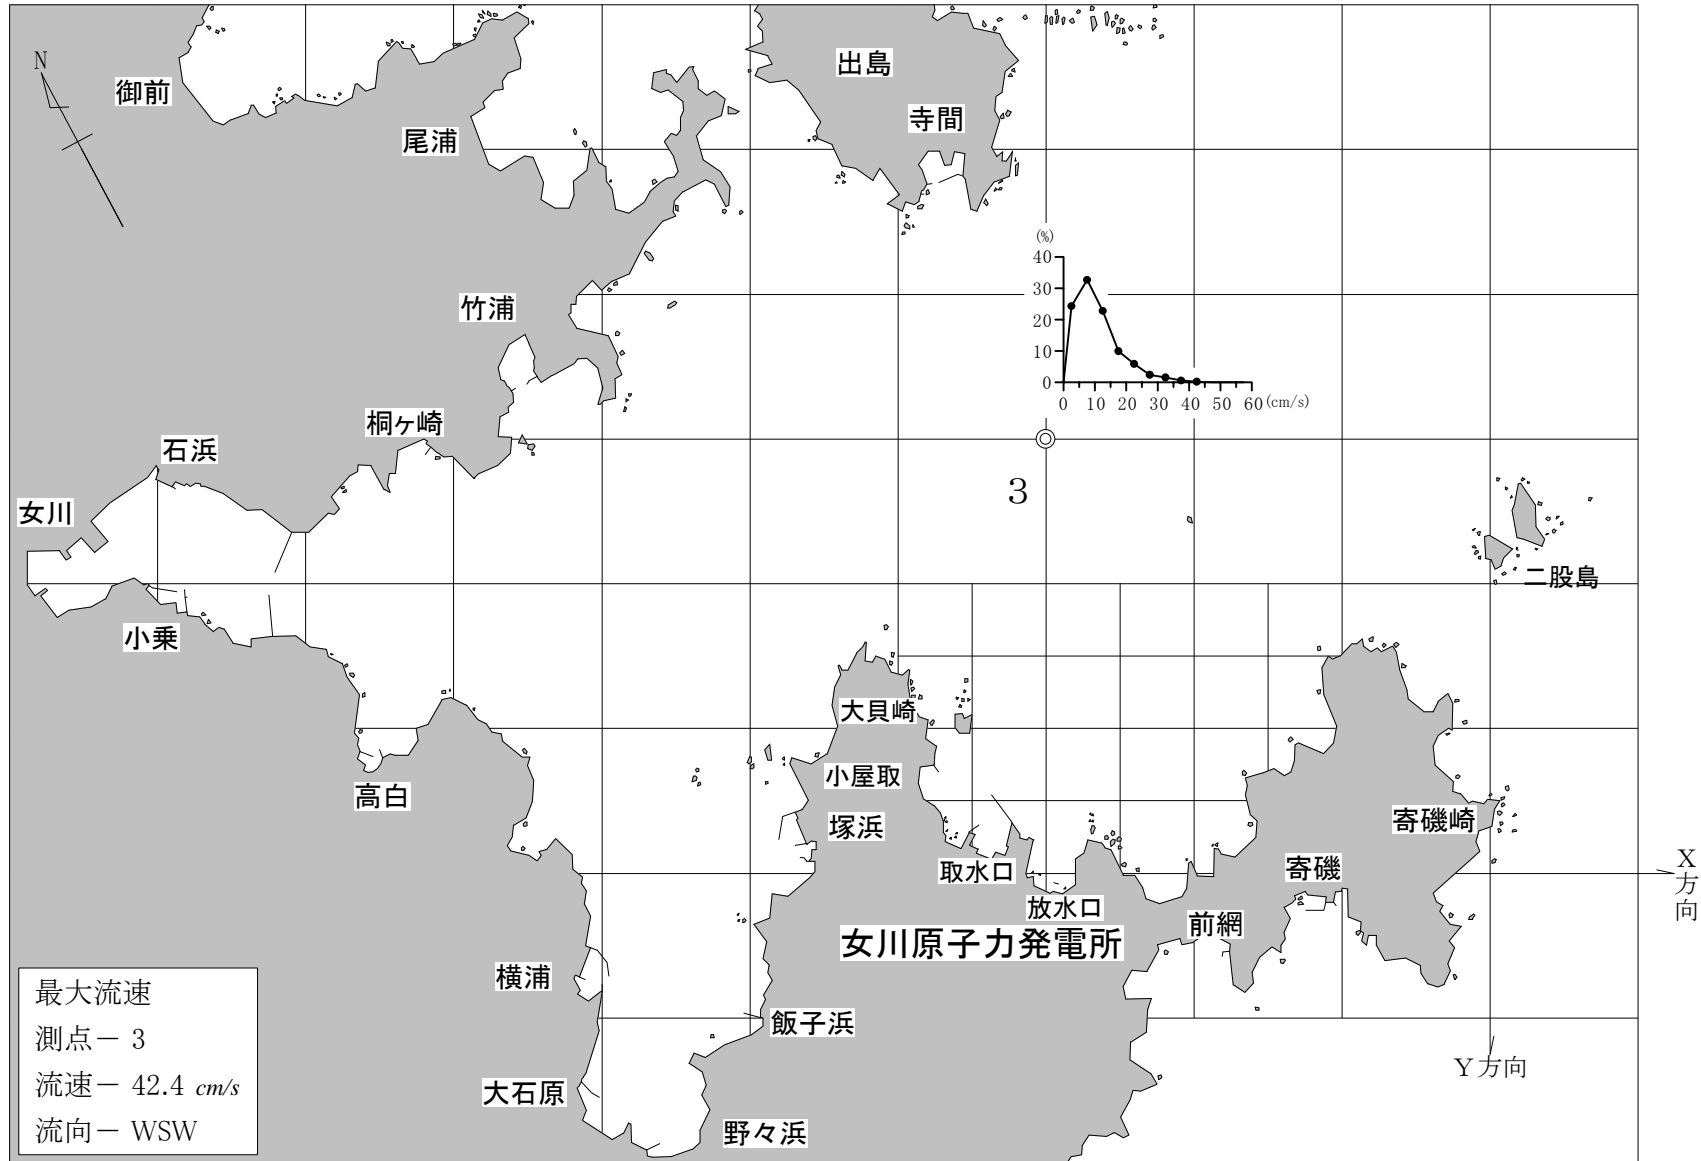 N
御前
尾浦
出島
寺間
竹浦
(%)
40
30
20
10
0
0 10 20 30 40 50 60 (cm/s)
桐ヶ崎
石浜
女川
3
二股島
小乗
大貝崎
小屋取
高白
塚浜
寄磯崎
取水口
寄磯
X方向
放水口
前網
女川原子力発電所
横浦
飯子浜
Y方向
大石原
野々浜
最大流速
測点－ 3
流速－ 42.4 cm/s
流向－ WSW